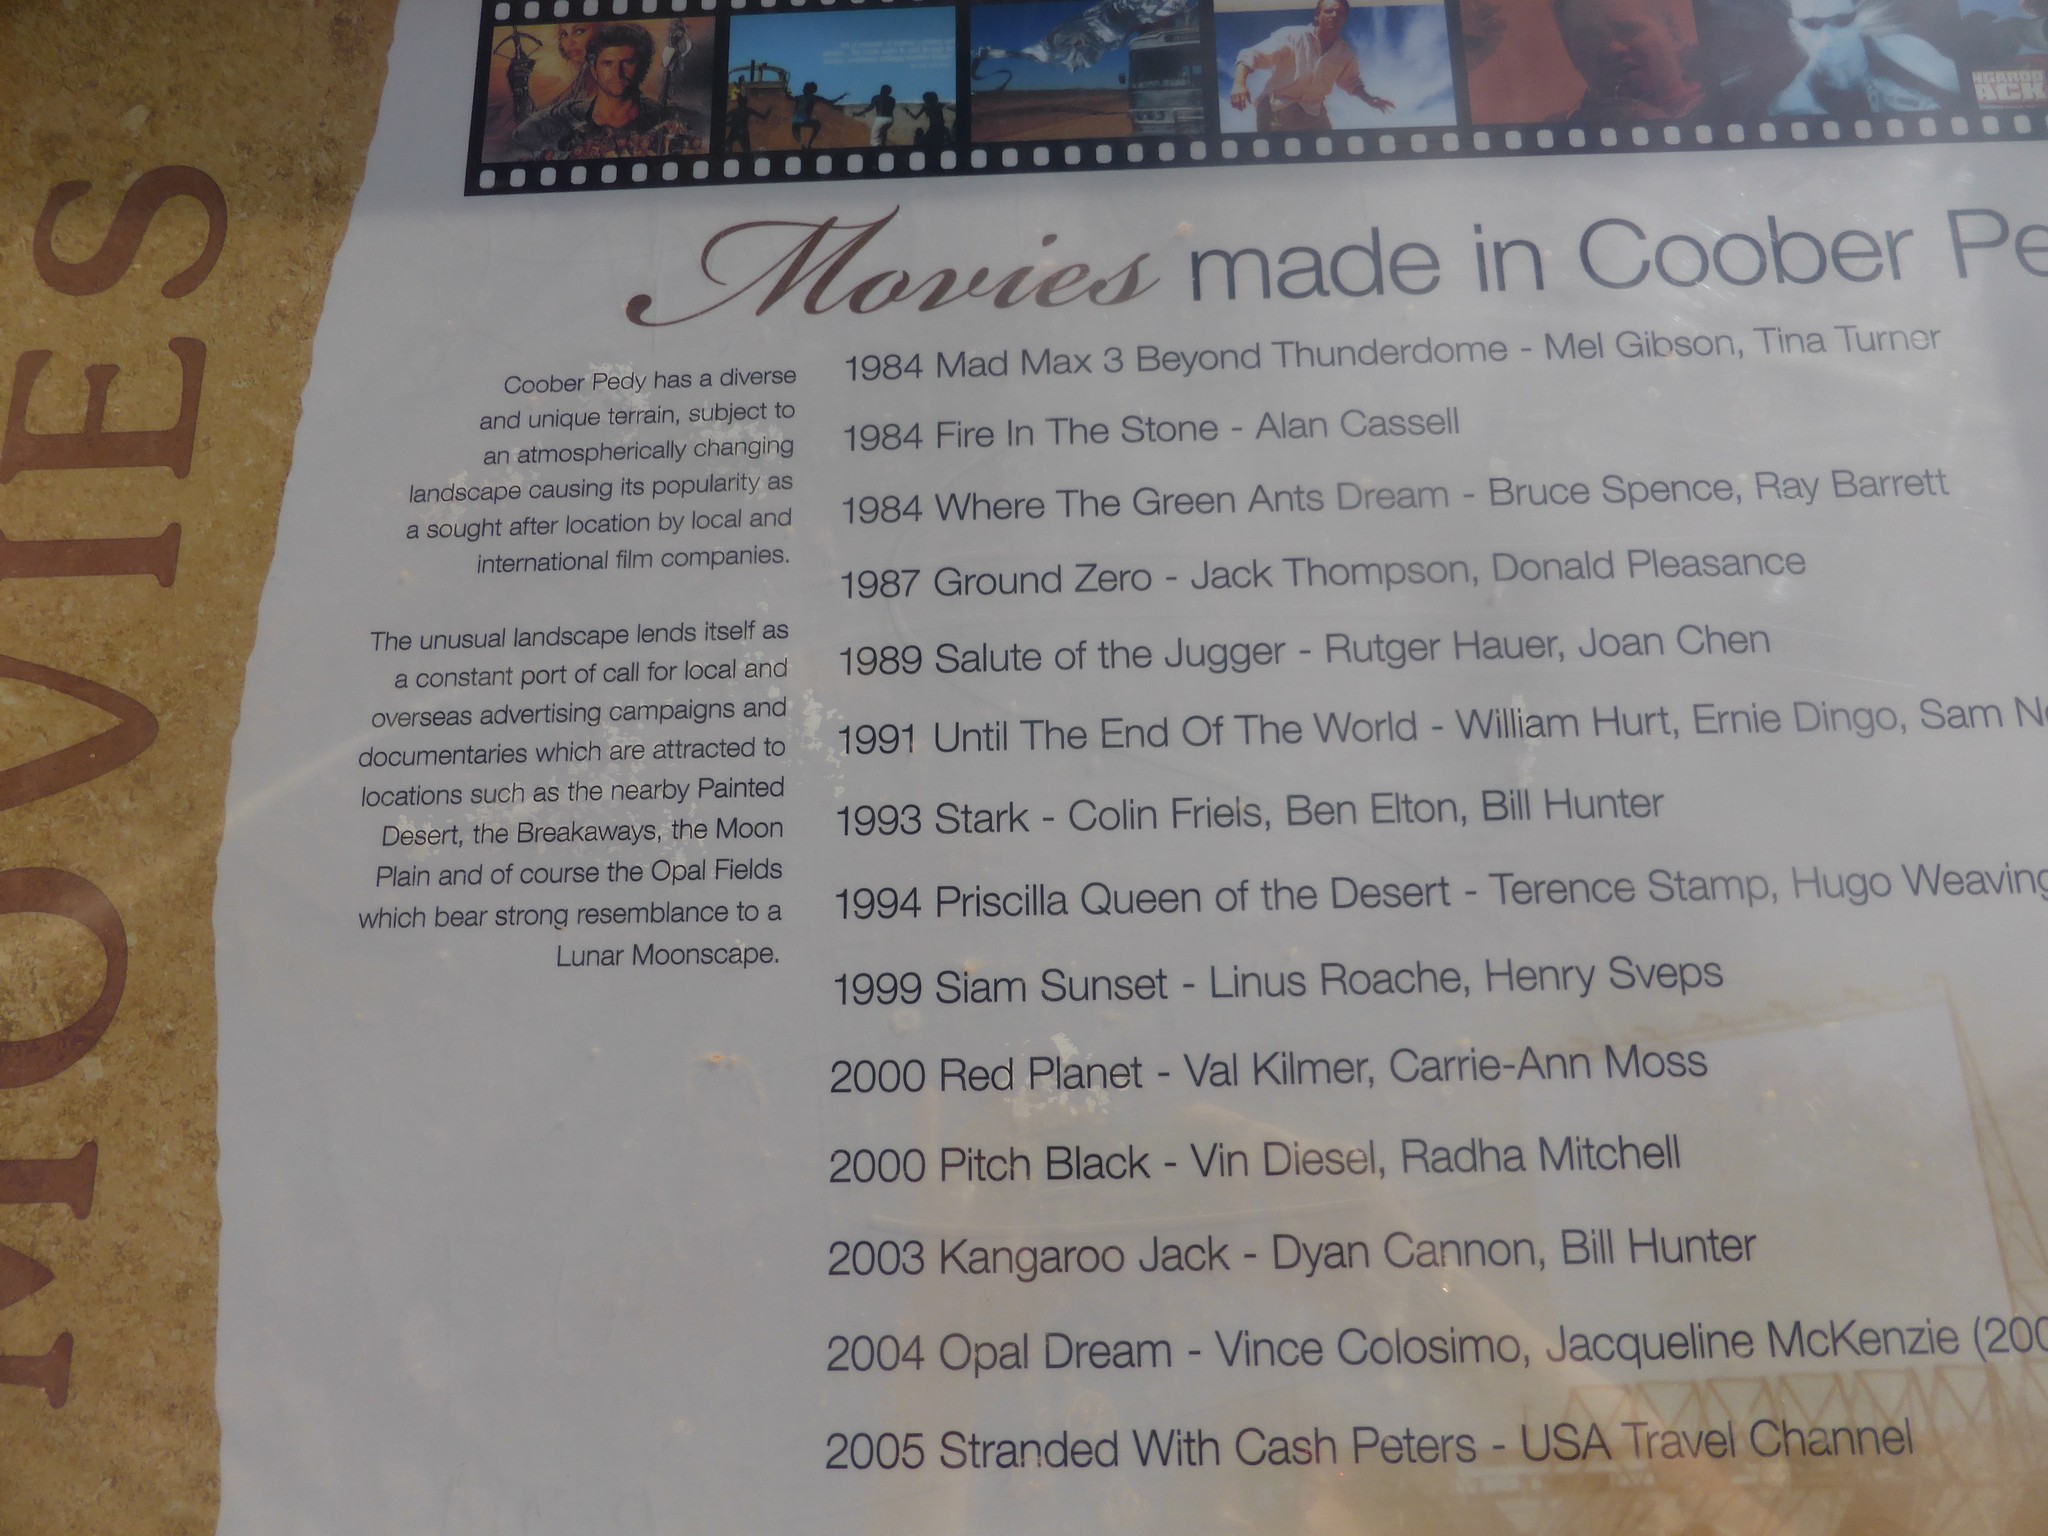 NGAROO
ACK
MOVIES
Movies made in Coober Pe
Coober Pedy has a diverse
and unique terrain, subject to
an atmospherically changing
landscape causing its popularity as
a sought after location by local and
international film companies.
The unusual landscape lends itself as
a constant port of call for local and
overseas advertising campaigns and
documentaries which are attracted to
locations such as the nearby Painted
Desert, the Breakaways, the Moon
Plain and of course the Opal Fields
which bear strong resemblance to a
Lunar Moonscape.
1984 Mad Max 3 Beyond Thunderdome - Mel Gibson, Tina Turner
1984 Fire In The Stone - Alan Cassell
1984 Where The Green Ants Dream - Bruce Spence, Ray Barrett
1987 Ground Zero - Jack Thompson, Donald Pleasance
1989 Salute of the Jugger - Rutger Hauer, Joan Chen
1991 Until The End Of The World - William Hurt, Ernie Dingo, Sam Ne
1993 Stark - Colin Friels, Ben Elton, Bill Hunter
1994 Priscilla Queen of the Desert - Terence Stamp, Hugo Weaving
1999 Siam Sunset - Linus Roache, Henry Sveps
2000 Red Planet - Val Kilmer, Carrie-Ann Moss
2000 Pitch Black - Vin Diesel, Radha Mitchell
2003 Kangaroo Jack - Dyan Cannon, Bill Hunter
2004 Opal Dream - Vince Colosimo, Jacqueline McKenzie (200
2005 Stranded With Cash Peters - USA Travel Channel